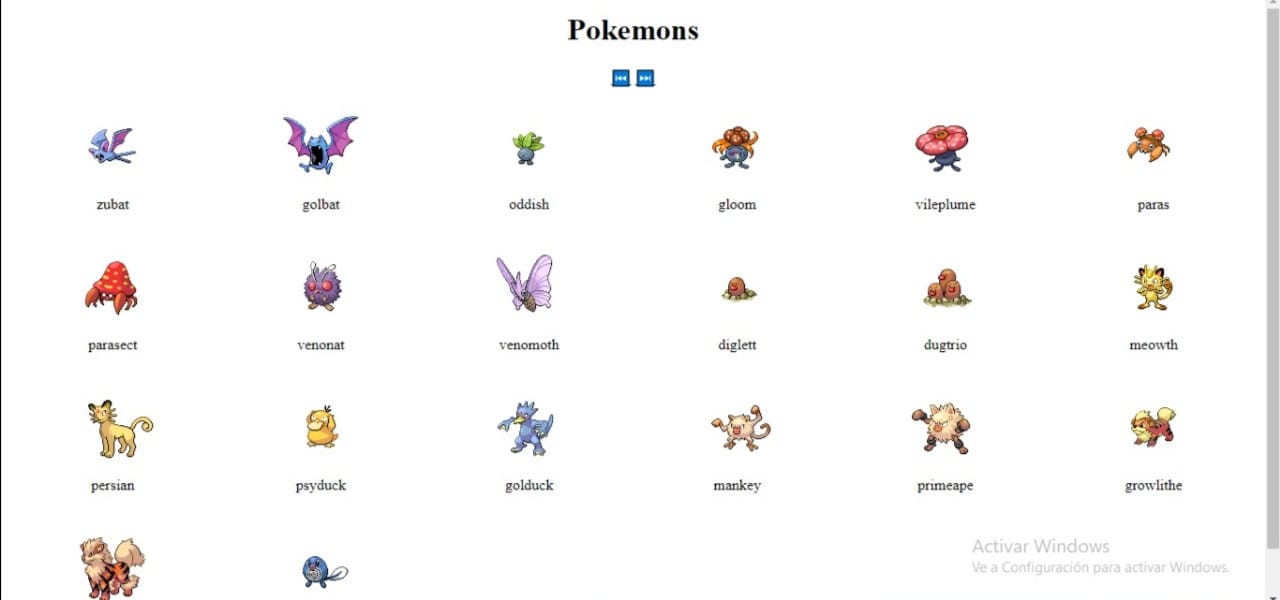 Pokemons
⏮ ⏭
zubat golbat oddish gloom vileplume paras
parasect venonat venomoth diglett dugtrio meowth
persian psyduck golduck mankey primeape growlithe
Activar Windows
Ve a Configuración para activar Windows.